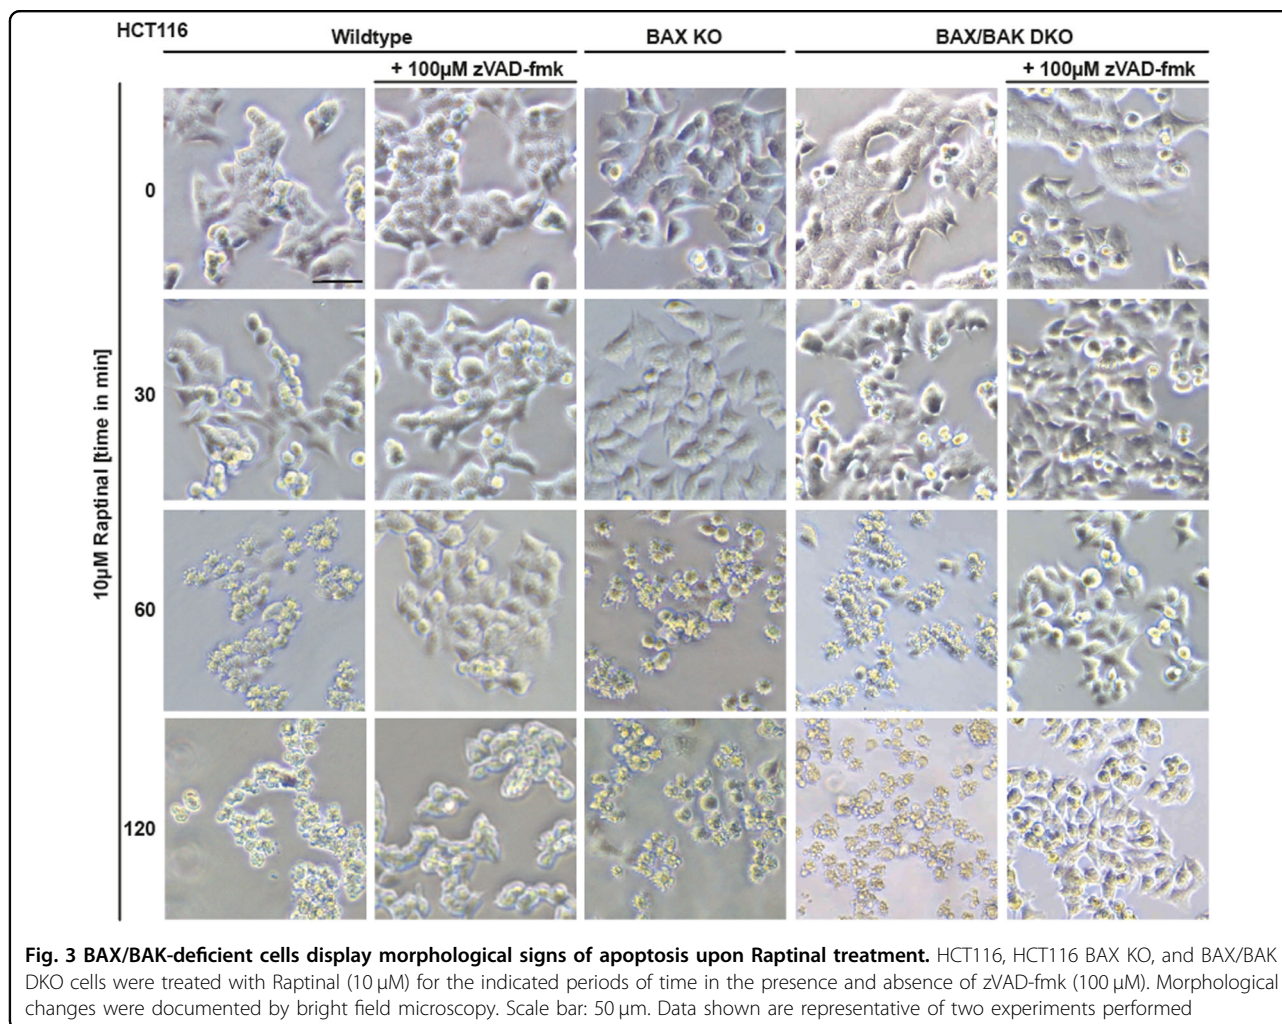 HCT116
Wildtype
BAX KO
BAX/BAK DKO
+ 100µM zVAD-fmk
+ 100µM zVAD-fmk
10µM Raptinal [time in min]
0
30
60
120
Fig. 3 BAX/BAK-deficient cells display morphological signs of apoptosis upon Raptinal treatment. HCT116, HCT116 BAX KO, and BAX/BAK
DKO cells were treated with Raptinal (10 µM) for the indicated periods of time in the presence and absence of zVAD-fmk (100 µM). Morphological
changes were documented by bright field microscopy. Scale bar: 50 µm. Data shown are representative of two experiments performed